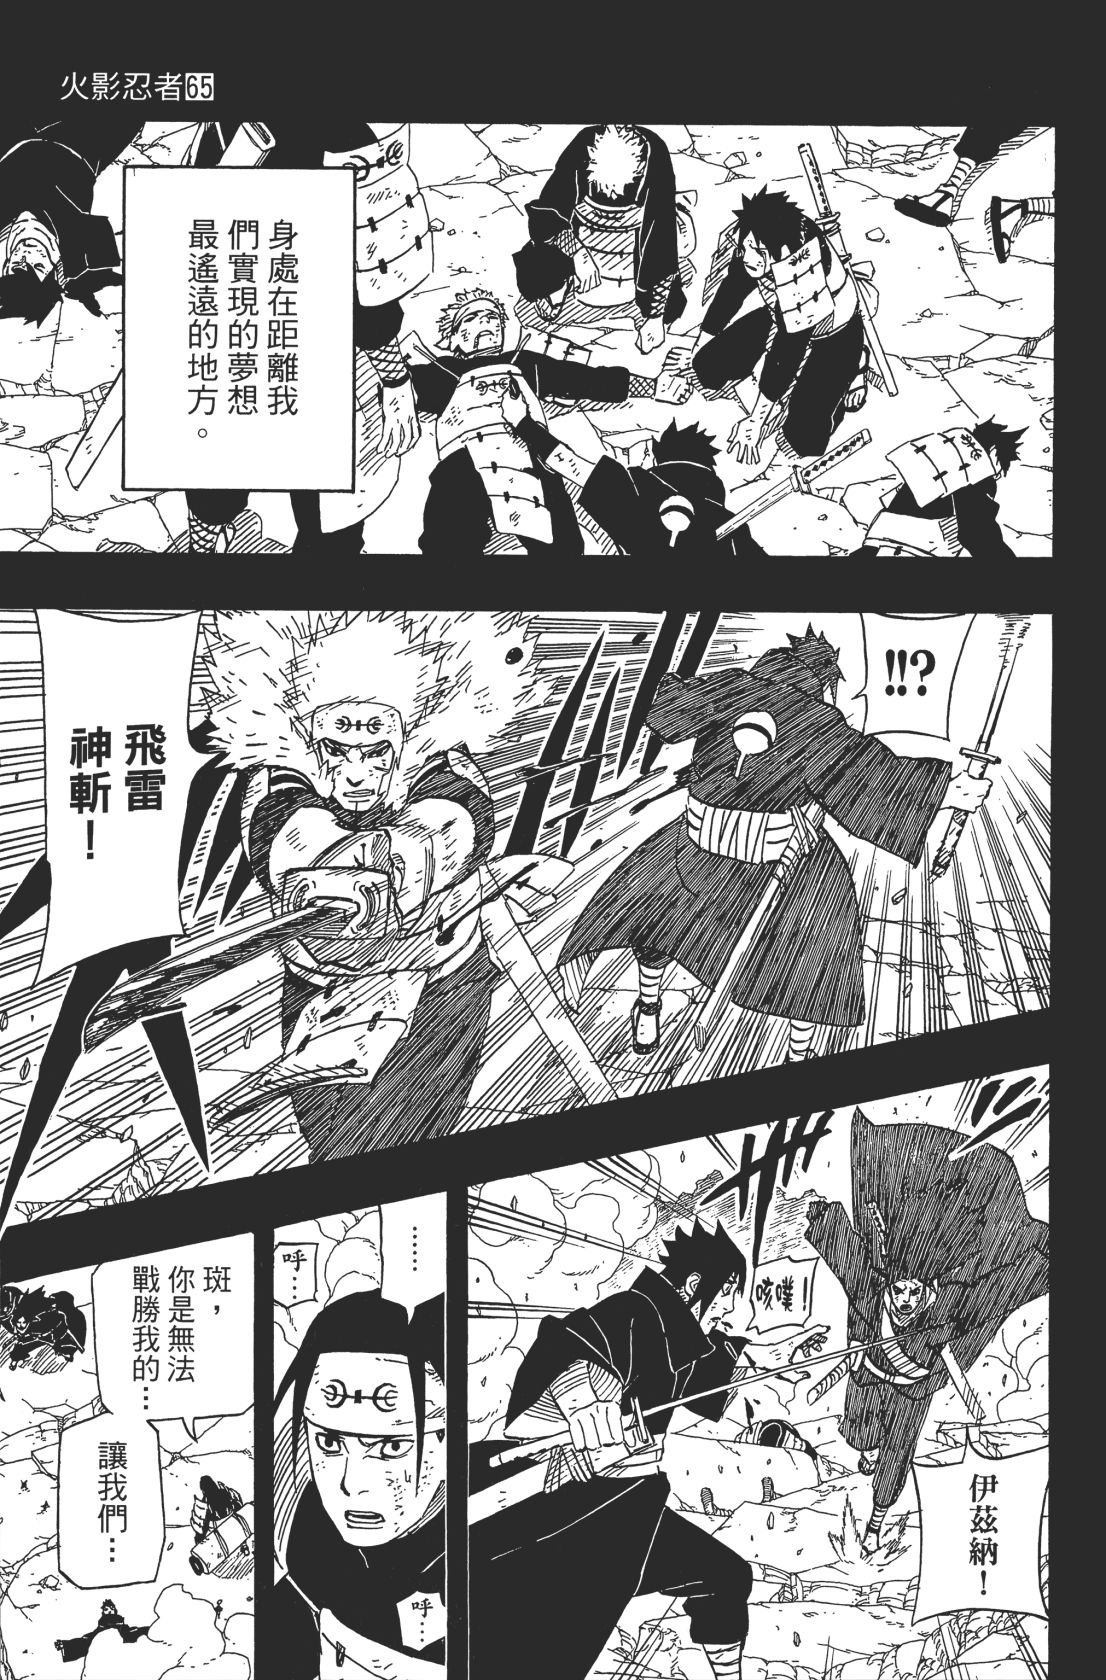 火影忍者65
身處在距離我
們實現的夢想
最遙遠的地方。
!!?
飛雷
神斬！
伊茲納！
咳噗！
……
呼…
呼…
斑，
你是無法
戰勝我的…
讓我們…